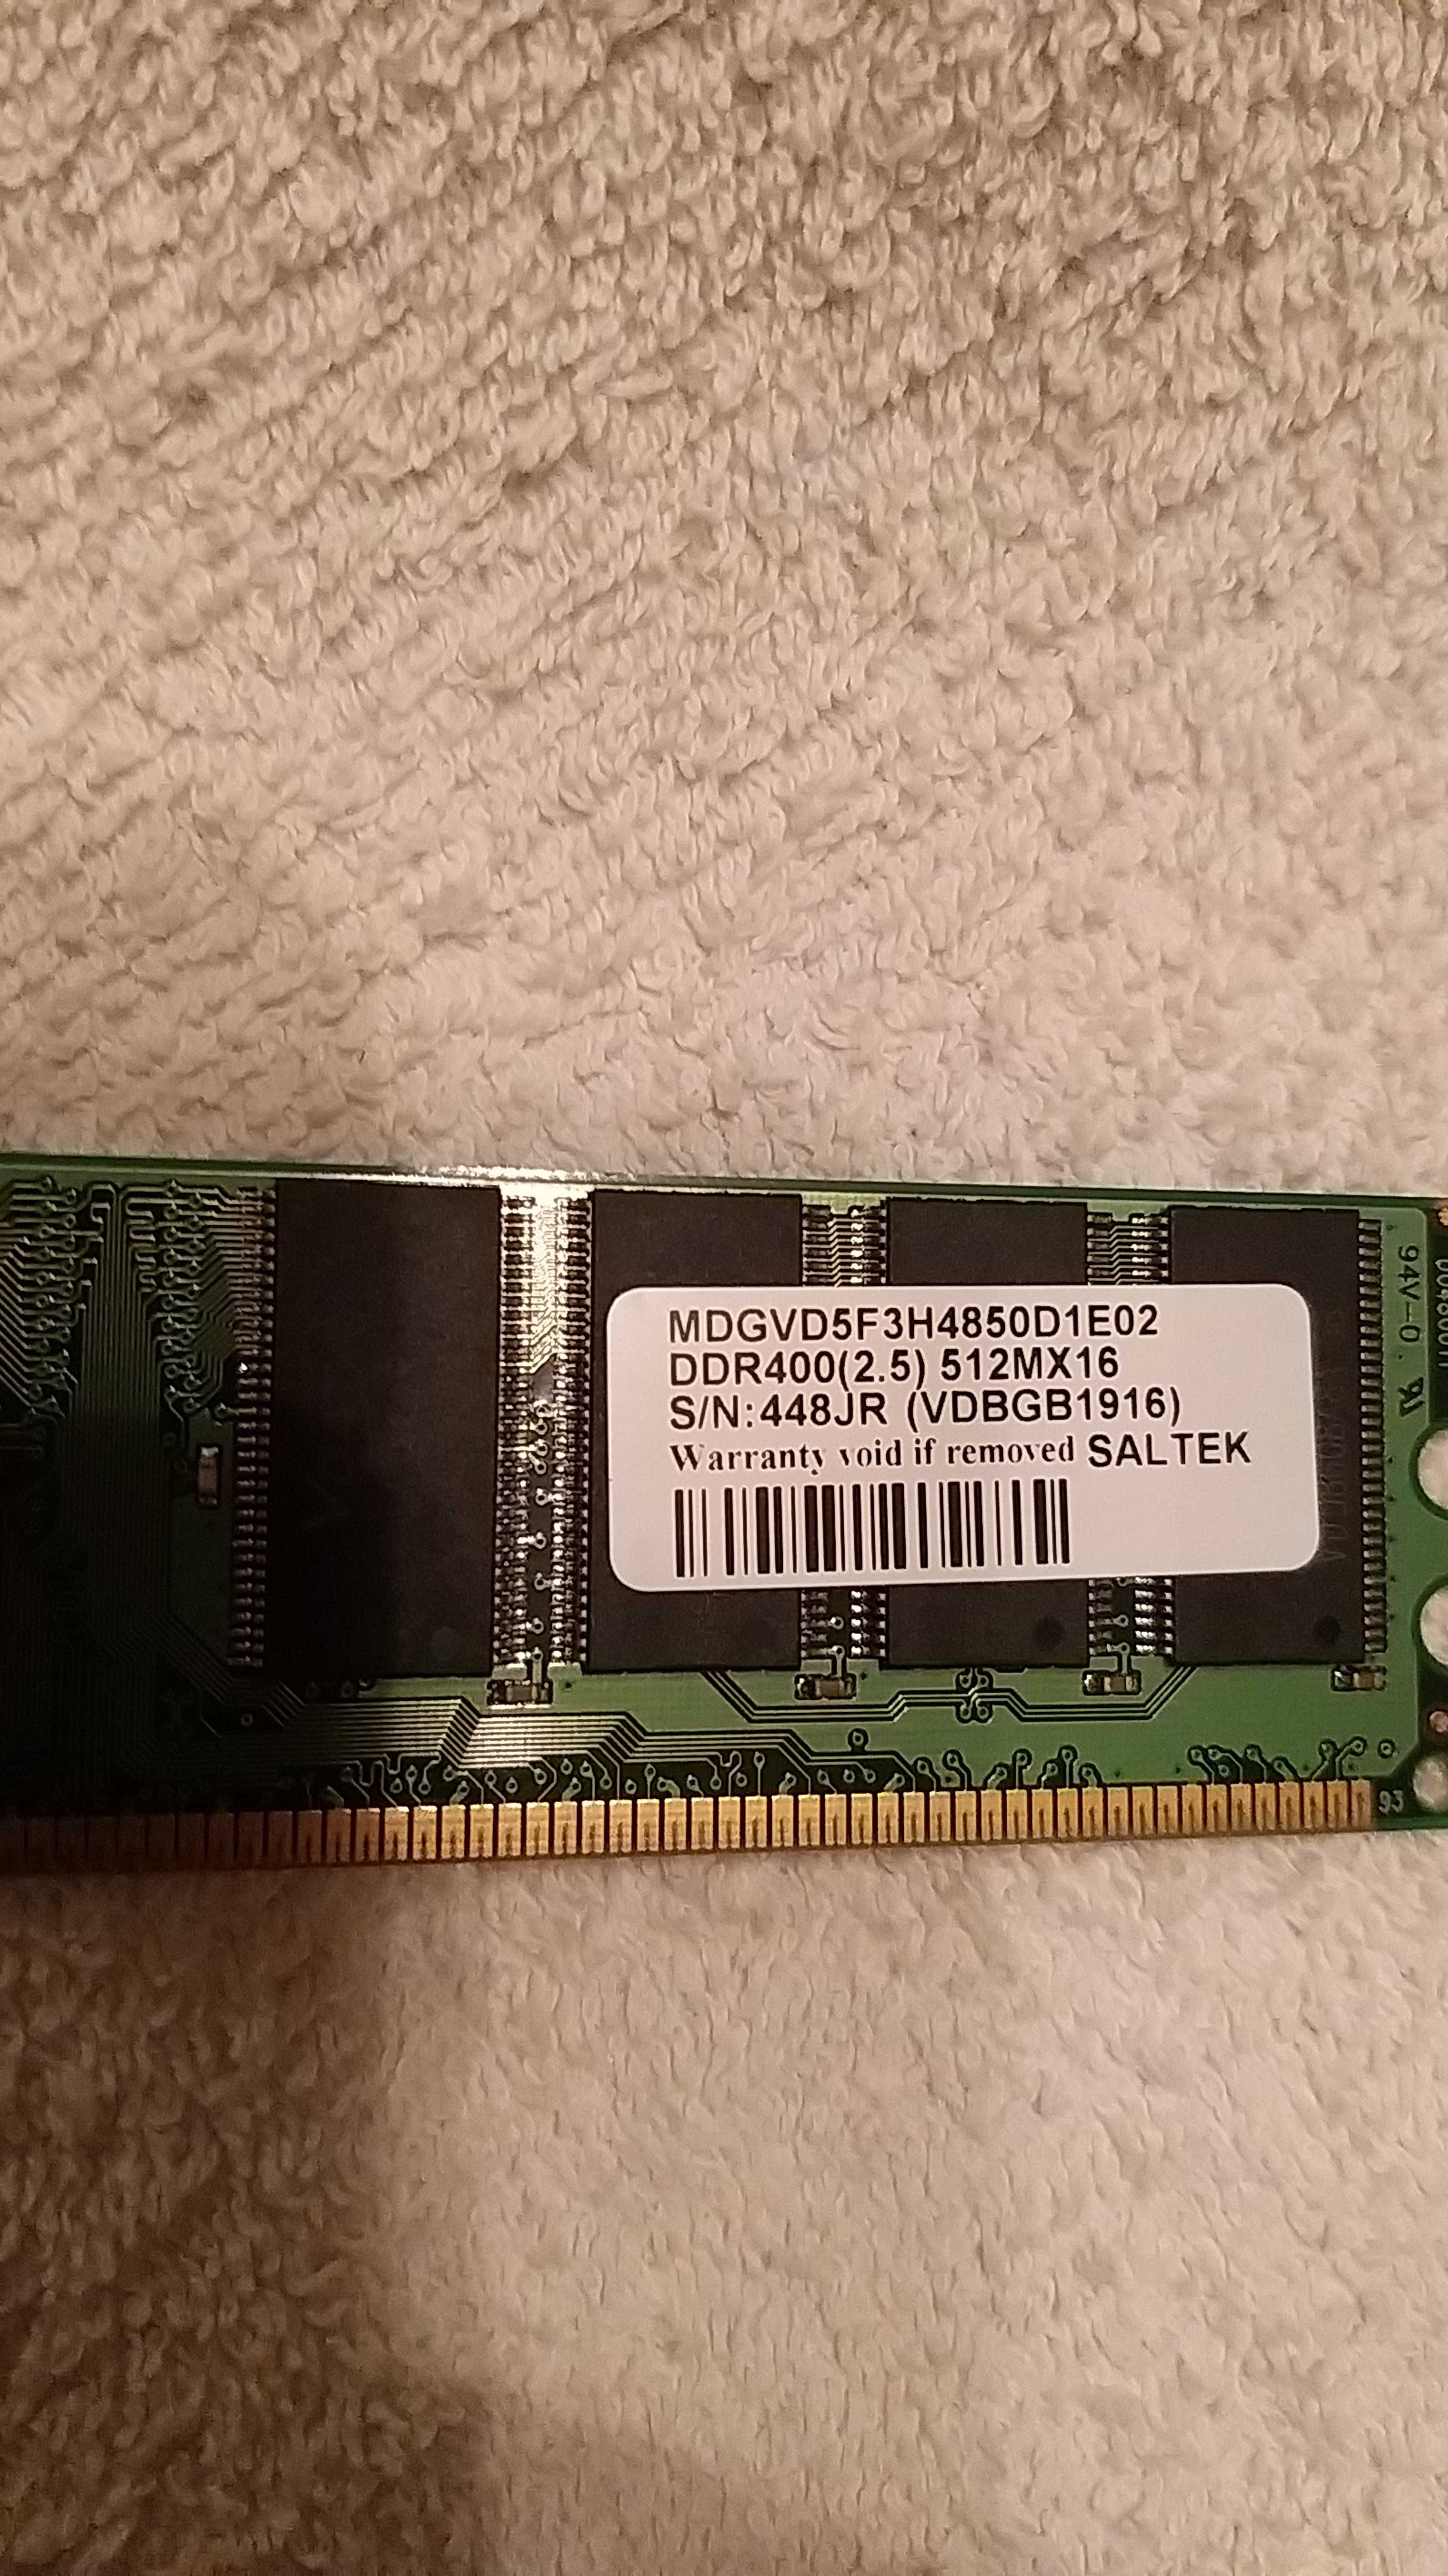 MDGVD5F3H4850D1E02
DDR400(2.5) 512MX16
S/N:448JR (VDBGB1916)
Warranty void if removed SALTEK
94V-0
93